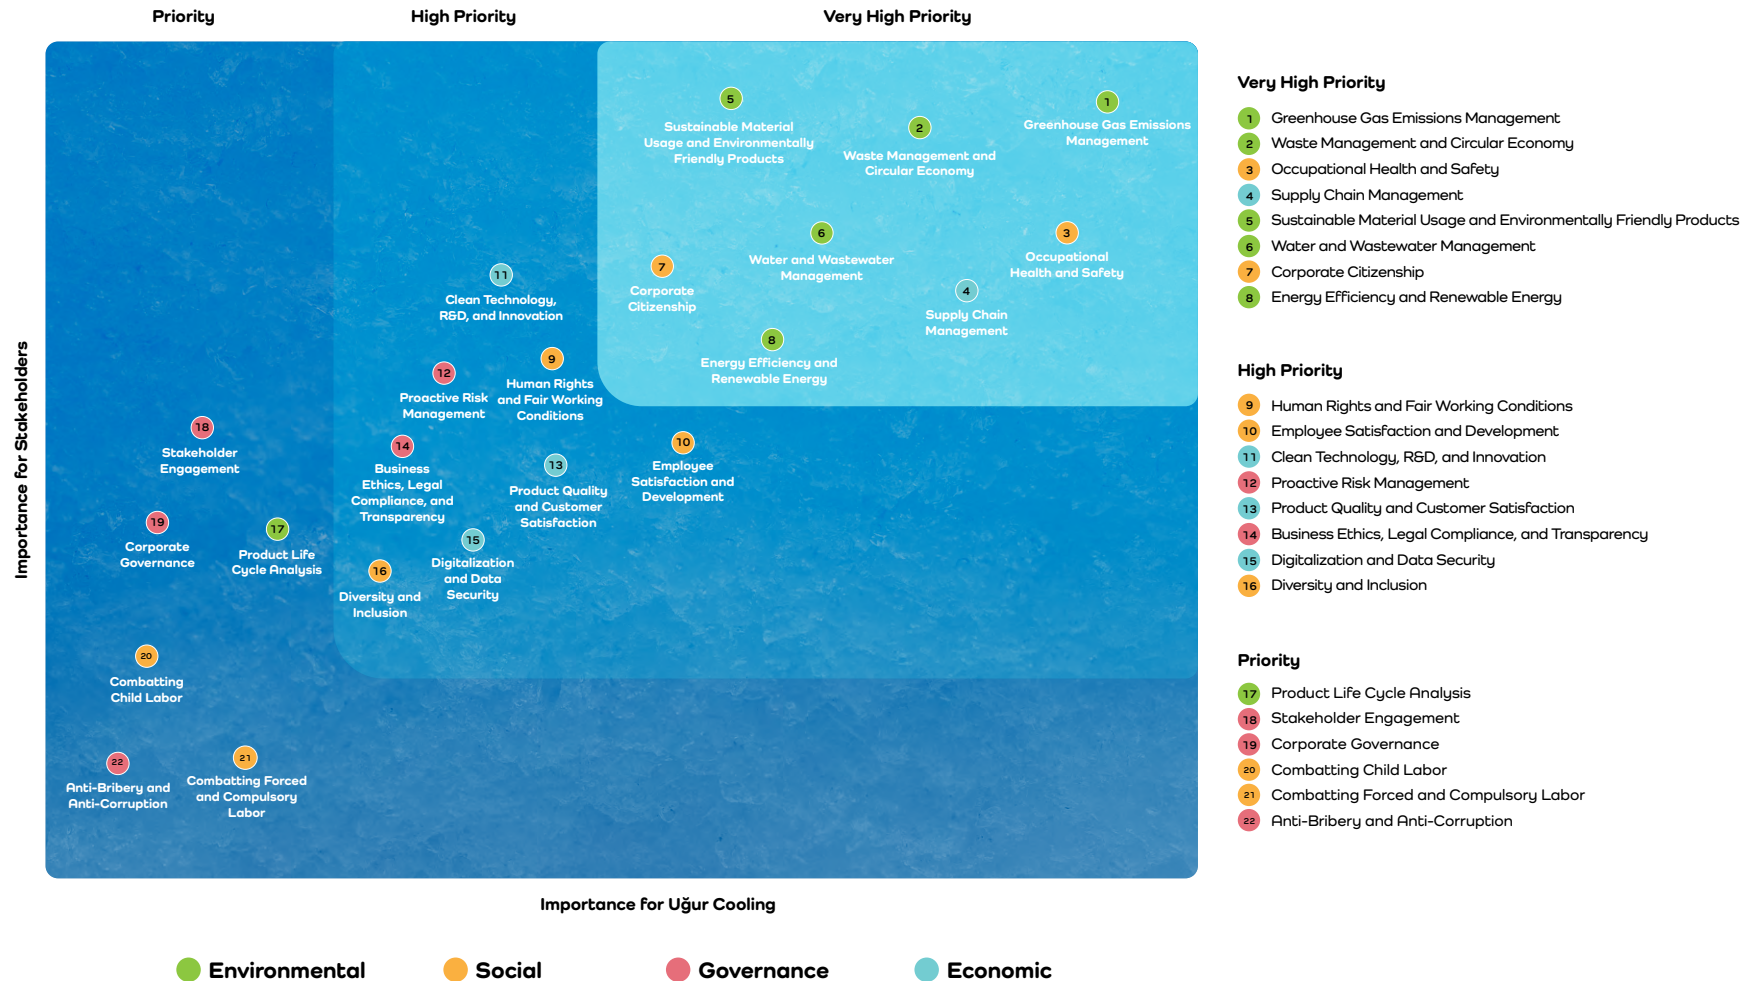 Priority
High Priority
Very High Priority
Importance for Stakeholders
5
Sustainable Material
Usage and Environmentally
Friendly Products
2
Waste Management and
Circular Economy
1
Greenhouse Gas Emissions
Management
6
Water and Wastewater
Management
3
Occupational
Health and Safety
7
Corporate
Citizenship
4
Supply Chain
Management
8
Energy Efficiency and
Renewable Energy
11
Clean Technology,
R&D, and Innovation
9
Human Rights
and Fair Working
Conditions
12
Proactive Risk
Management
14
Business
Ethics, Legal
Compliance, and
Transparency
13
Product Quality
and Customer
Satisfaction
10
Employee
Satisfaction and
Development
15
Digitalization
and Data
Security
16
Diversity and
Inclusion
18
Stakeholder
Engagement
19
Corporate
Governance
17
Product Life
Cycle Analysis
20
Combatting
Child Labor
22
Anti-Bribery and
Anti-Corruption
21
Combatting Forced
and Compulsory
Labor
Importance for Uğur Cooling
Environmental
Social
Governance
Economic
Very High Priority
1 Greenhouse Gas Emissions Management
2 Waste Management and Circular Economy
3 Occupational Health and Safety
4 Supply Chain Management
5 Sustainable Material Usage and Environmentally Friendly Products
6 Water and Wastewater Management
7 Corporate Citizenship
8 Energy Efficiency and Renewable Energy
High Priority
9 Human Rights and Fair Working Conditions
10 Employee Satisfaction and Development
11 Clean Technology, R&D, and Innovation
12 Proactive Risk Management
13 Product Quality and Customer Satisfaction
14 Business Ethics, Legal Compliance, and Transparency
15 Digitalization and Data Security
16 Diversity and Inclusion
Priority
17 Product Life Cycle Analysis
18 Stakeholder Engagement
19 Corporate Governance
20 Combatting Child Labor
21 Combatting Forced and Compulsory Labor
22 Anti-Bribery and Anti-Corruption